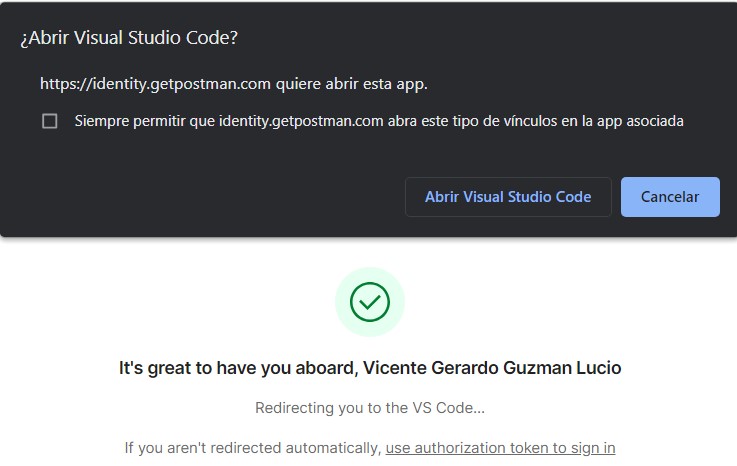 ¿Abrir Visual Studio Code?
https://identity.getpostman.com quiere abrir esta app.
Siempre permitir que identity.getpostman.com abra este tipo de vínculos en la app asociada
Abrir Visual Studio Code
Cancelar
It's great to have you aboard, Vicente Gerardo Guzman Lucio
Redirecting you to the VS Code...
If you aren't redirected automatically, use authorization token to sign in